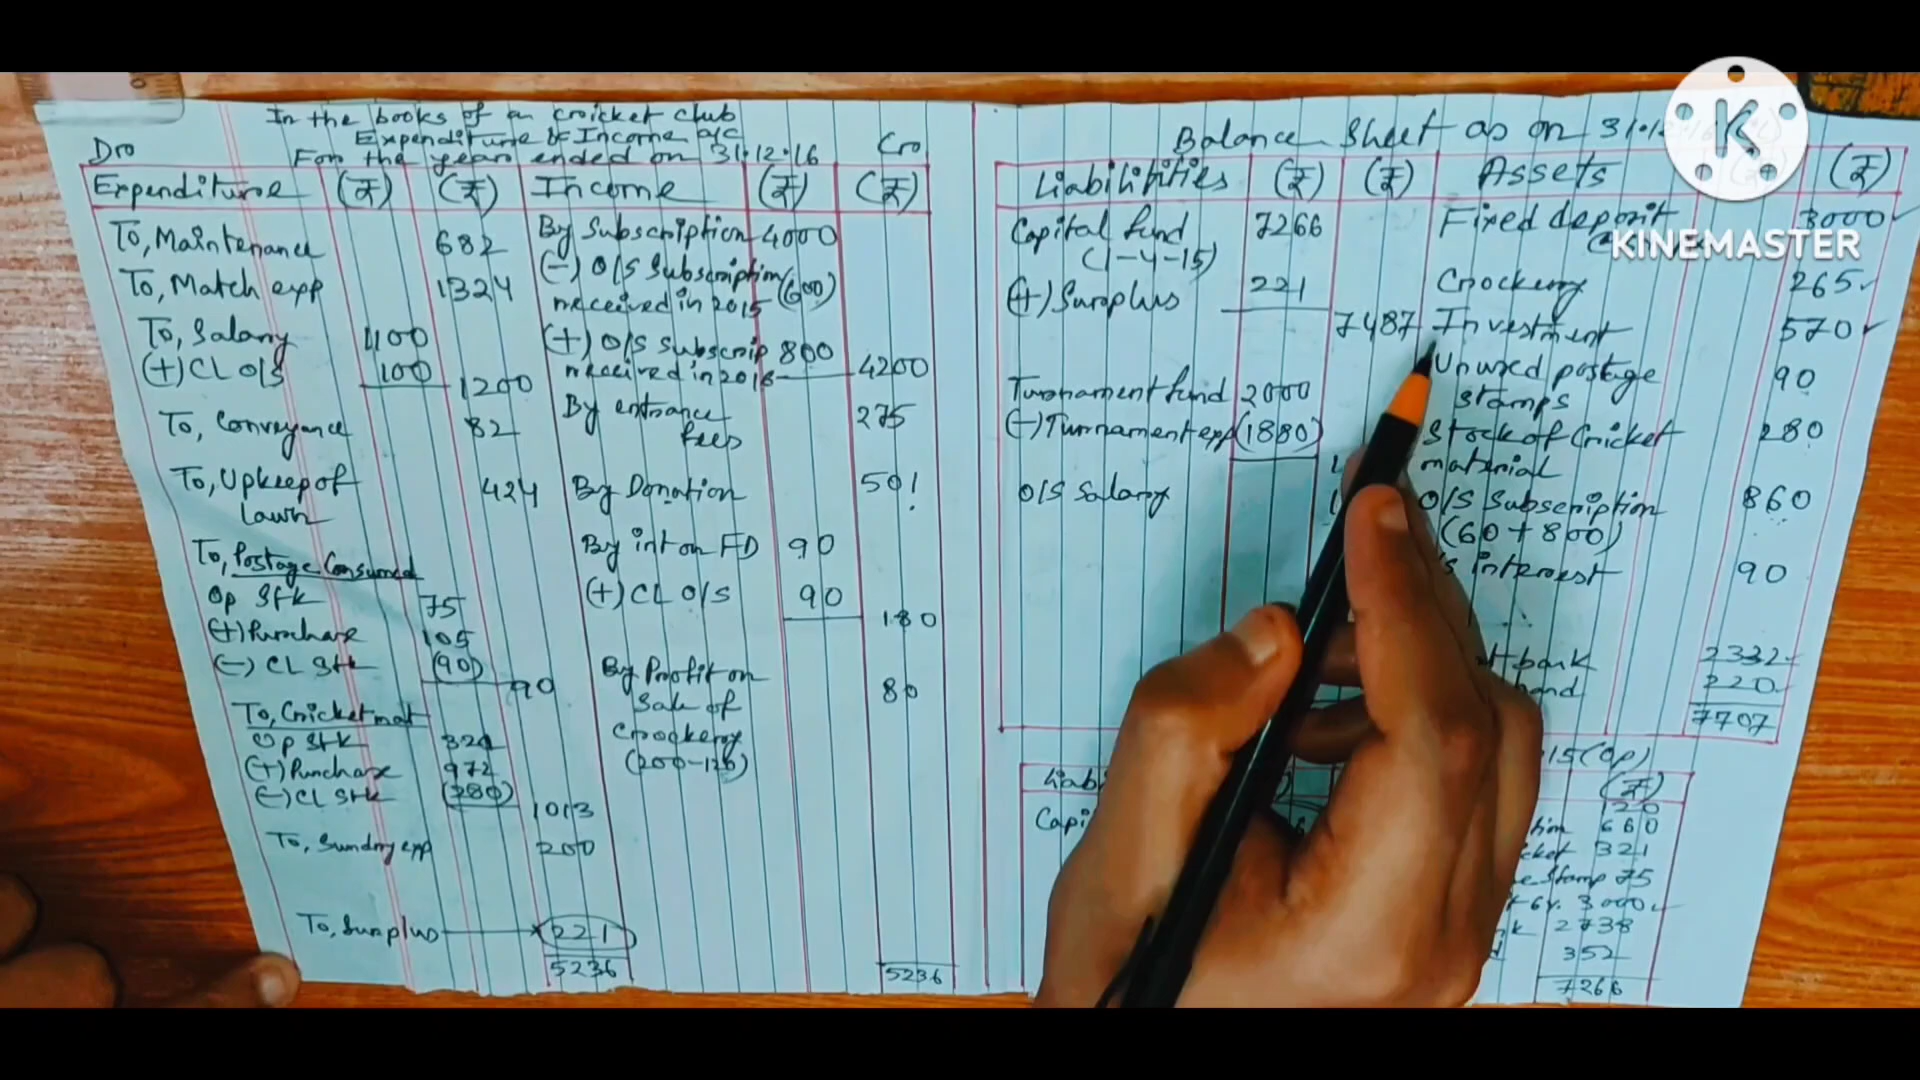 In the books of an cricket club
Expenditure & Income a/c
For the year ended on 31.12.16
Dr Cr
Expenditure (₹) (₹) Income (₹) (₹)
To, Maintenance 682
To, Match exp 1324
To, Salary 1100
(+) CL O/S 100 1200
To, Conveyance 82
To, Upkeep of 424
Lawn
To, Postage Consumed
Op Stk 75
(+) Purchase 105
(-) CL Stk (90) 90
To, Cricket mat
Op Stk 321
(+) Purchase 972
(-) CL Stk (280) 1013
To, Sundry exp 200
To, Surplus 221
5236
By Subscription 4000
(-) O/S Subscription
received in 2015 (600)
(+) O/S Subscrip 800
received in 2016 4200
By entrance 275
fees
By Donation 501
By int on FD 90
(+) CL O/S 90 180
By Profit on 80
Sale of
Crockery
(200-120)
5236
Balance Sheet as on 31.12
Liabilities (₹) (₹) Assets (₹)
Capital fund 7266
(1-4-15)
(+) Surplus 221
7487
Turnament fund 2000
(-) Turnament exp (1880)
O/S Salary
Fixed deposit 3000
Crockery 265
Investment 570
Unused postage 90
Stamps
Stock of Cricket 280
material
O/S Subscription 860
(60 + 800)
interest 90
bank 2332
hand 220
7707
15 (Op)
(₹)
660
321
Stamp 75
3000
2738
352
7266
K
KINEMASTER